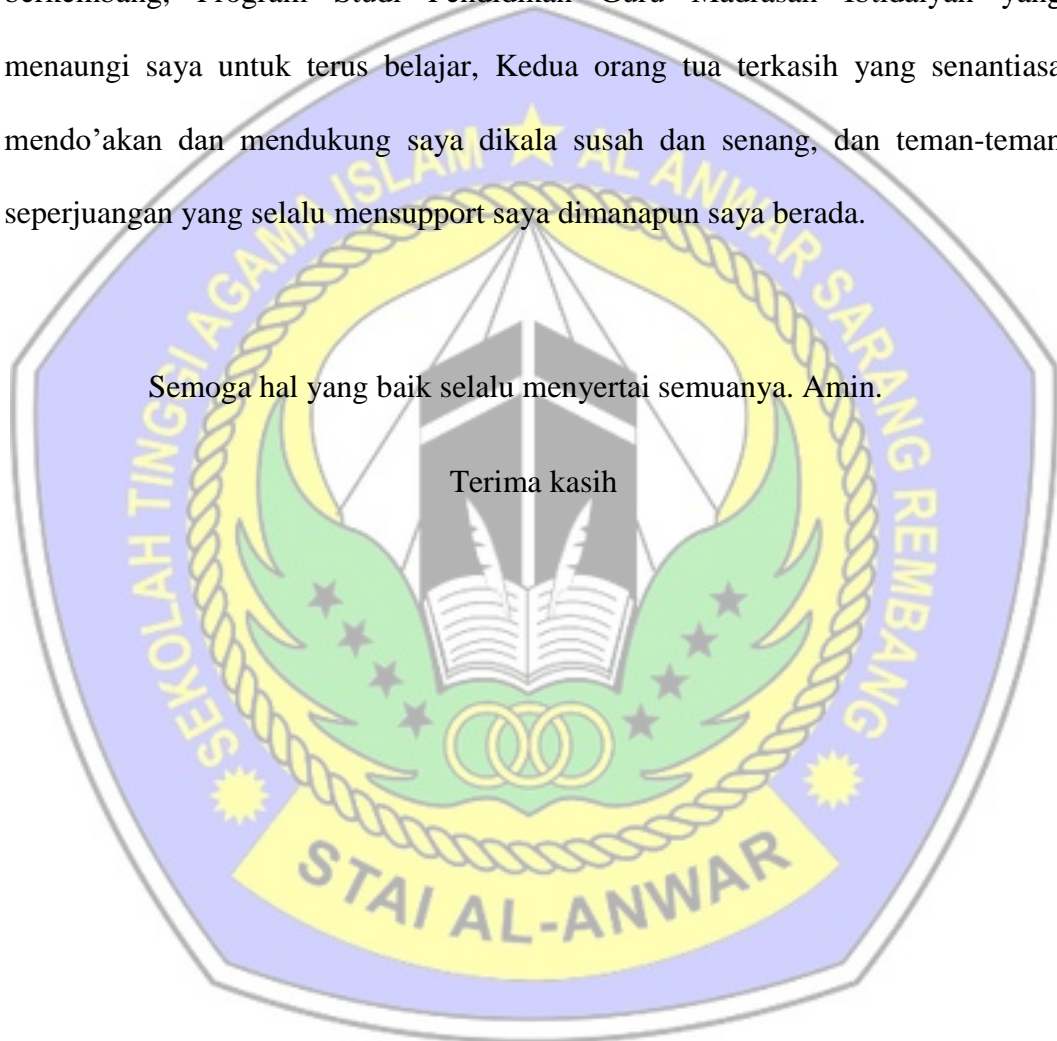 berkembang, Program Studi Pendidikan Guru Madrasah Ibtidaiyah yang
menaungi saya untuk terus belajar, Kedua orang tua terkasih yang senantiasa
mendo’akan dan mendukung saya dikala susah dan senang, dan teman-teman
seperjuangan yang selalu mensupport saya dimanapun saya berada.
Semoga hal yang baik selalu menyertai semuanya. Amin.
Terima kasih
SEKOLAH TINGGI AGAMA ISLAM AL ANWAR SARANG REMBANG
STAI AL-ANWAR